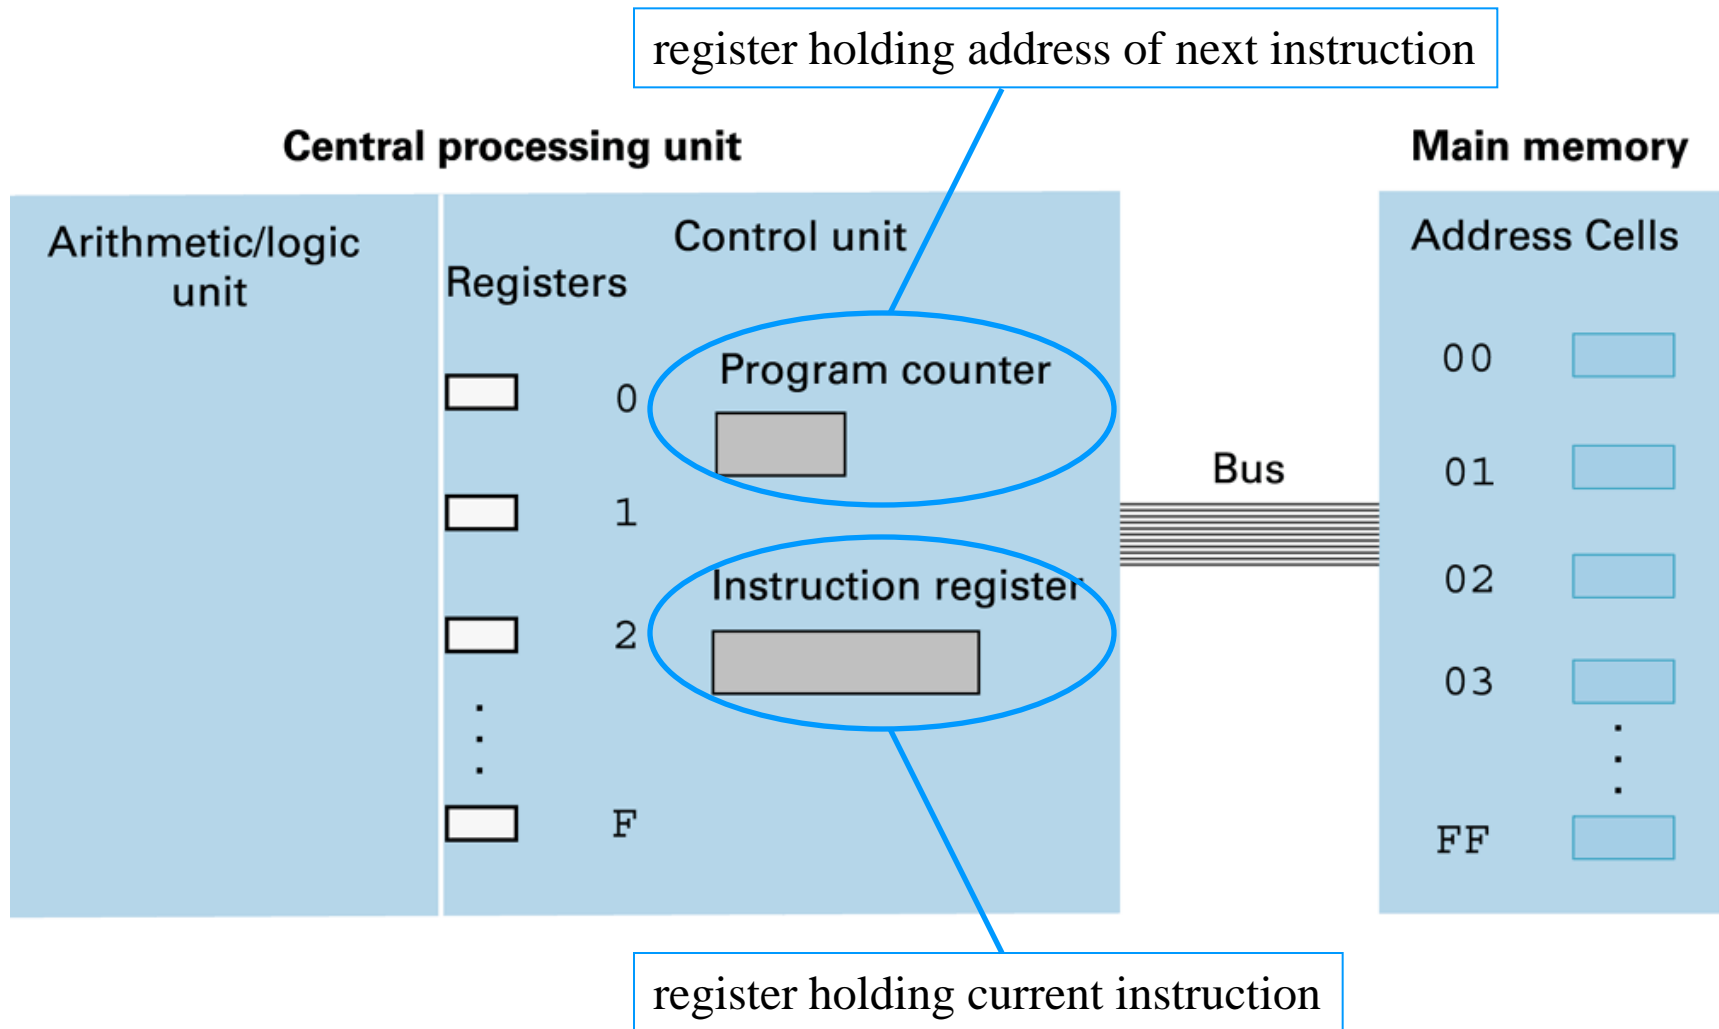 register holding address of next instruction
Central processing unit
Main memory
Arithmetic/logic
unit
Registers
Control unit
Address Cells
Program counter
0
1
Instruction register
2
.
.
.
F
Bus
00
01
02
03
.
.
.
FF
register holding current instruction